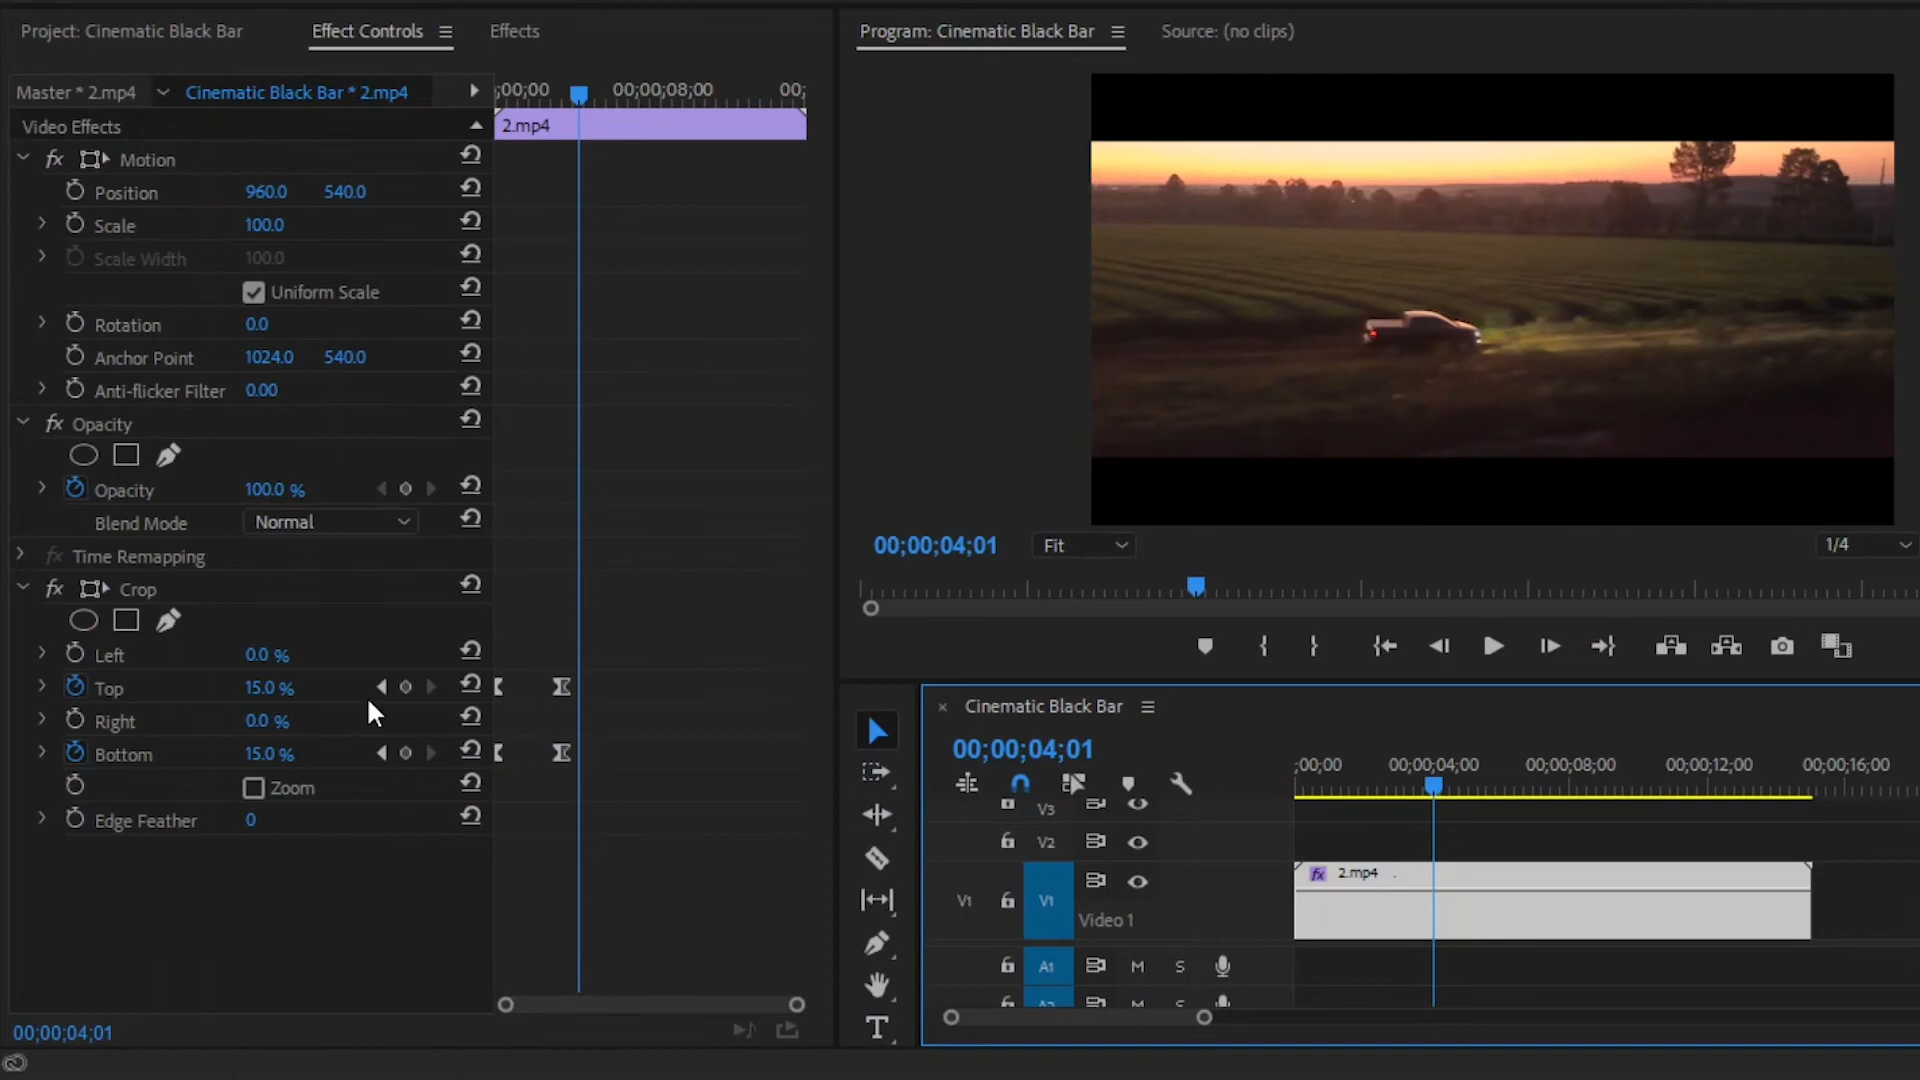 Project: Cinematic Black Bar
Effect Controls
Effects
Master * 2.mp4
Cinematic Black Bar * 2.mp4
;00;00
00;00;08;00
00;
Video Effects
2.mp4
fx Motion
Position 960.0 540.0
Scale 100.0
Scale Width 100.0
Uniform Scale
Rotation 0.0
Anchor Point 1024.0 540.0
Anti-flicker Filter 0.00
fx Opacity
Opacity 100.0 %
Blend Mode Normal
fx Time Remapping
fx Crop
Left 0.0 %
Top 15.0 %
Right 0.0 %
Bottom 15.0 %
Zoom
Edge Feather 0
00;00;04;01
Program: Cinematic Black Bar
Source: (no clips)
00;00;04;01
Fit
1/4
Cinematic Black Bar
00;00;04;01
;00;00
00;00;04;00
00;00;08;00
00;00;12;00
00;00;16;00
V3
V2
V1 V1
Video 1
fx 2.mp4
A1 M S
A2 M S
T